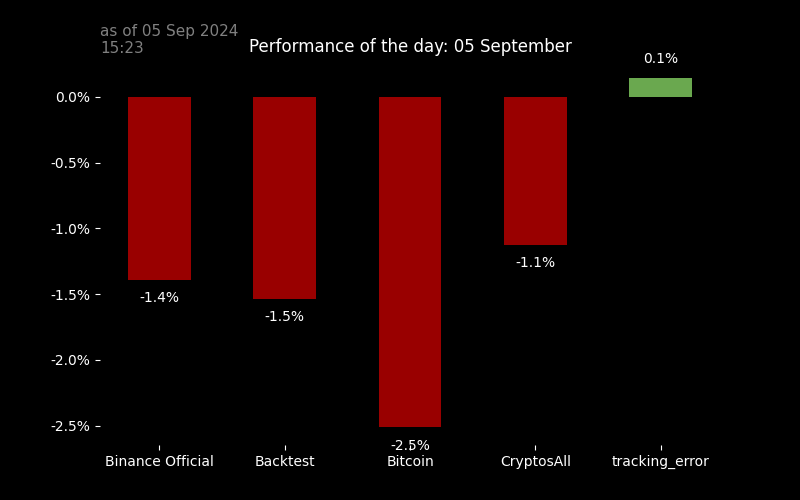 as of 05 Sep 2024
15:23
Performance of the day: 05 September
0.1%
0.0%
-0.5%
-1.0%
-1.5%
-2.0%
-2.5%
-1.4%
-1.5%
-2.5%
-1.1%
Binance Official
Backtest
Bitcoin
CryptosAll
tracking_error